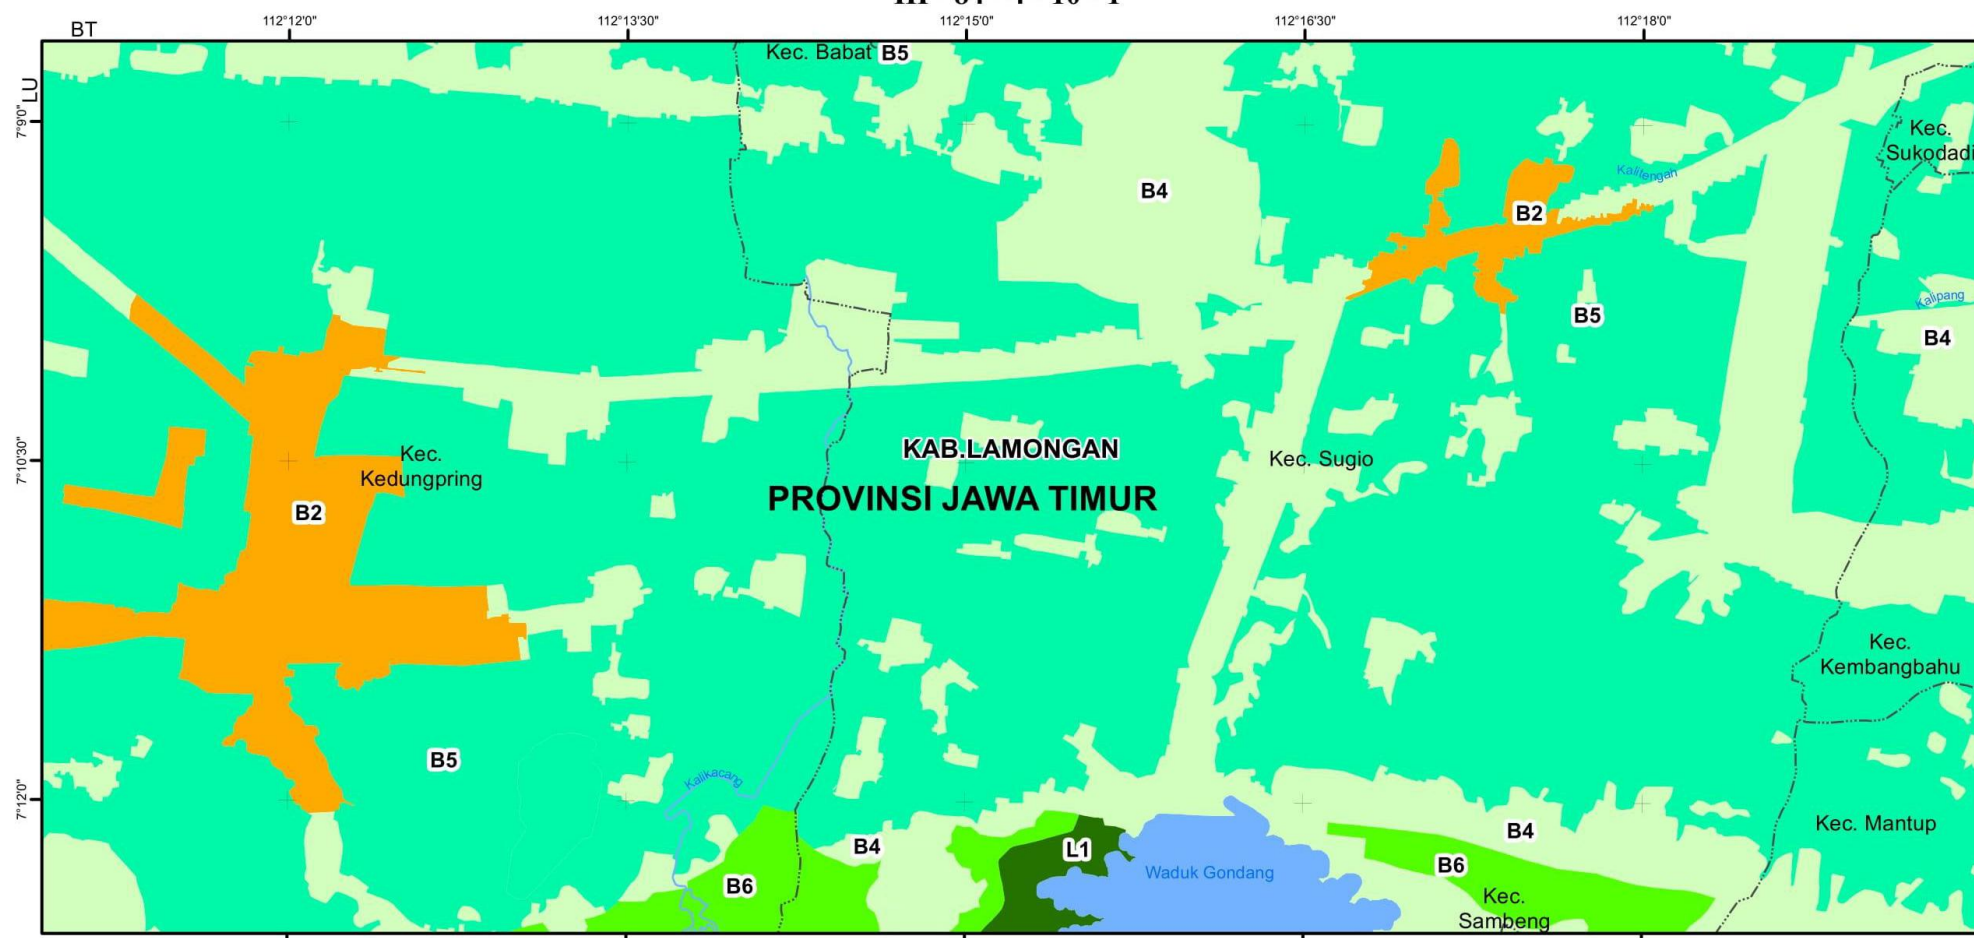 112°12'0"
112°13'30"
112°15'0"
112°16'30"
112°18'0"
BT
LU
7°9'0"
7°10'30"
7°12'0"
Kec. Babat B5
Kec.
Sukodadi
B4
Kalitengah
B2
B5
Kalipang
B4
KAB.LAMONGAN
PROVINSI JAWA TIMUR
Kec.
Kedungpring
B2
Kec. Sugio
Kec.
Kembangbahu
B5
Kalikacang
B4
L1
B4
Kec. Mantup
B6
Waduk Gondang
B6
Kec.
Sambeng